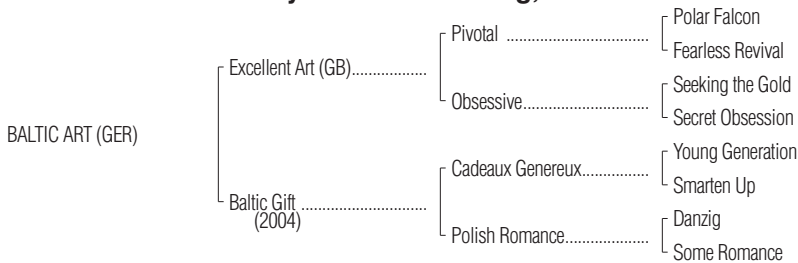 Polar Falcon
Pivotal ..................................
Fearless Revival
Excellent Art (GB)..................
Seeking the Gold
Obsessive..............................
Secret Obsession
BALTIC ART (GER)
Young Generation
Cadeaux Genereux................
Smarten Up
Baltic Gift ..............................
(2004)
Danzig
Polish Romance....................
Some Romance